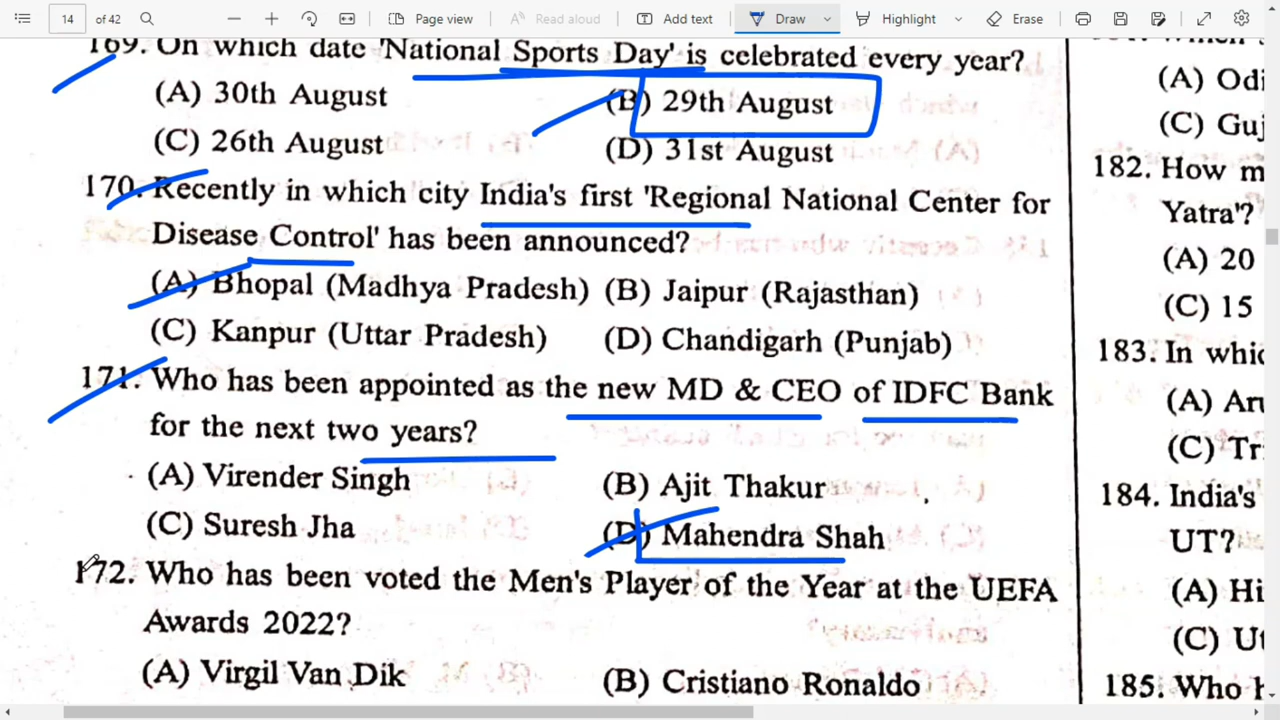 14 of 42 Page view Read aloud Add text Draw Highlight Erase
169. On which date 'National Sports Day' is celebrated every year?
(A) 30th August (B) 29th August
(C) 26th August (D) 31st August
170. Recently in which city India's first 'Regional National Center for
Disease Control' has been announced?
(A) Bhopal (Madhya Pradesh) (B) Jaipur (Rajasthan)
(C) Kanpur (Uttar Pradesh) (D) Chandigarh (Punjab)
171. Who has been appointed as the new MD & CEO of IDFC Bank
for the next two years?
(A) Virender Singh (B) Ajit Thakur
(C) Suresh Jha (D) Mahendra Shah
172. Who has been voted the Men's Player of the Year at the UEFA
Awards 2022?
(A) Virgil Van Dik (B) Cristiano Ronaldo
(A) Odi
(C) Guj
182. How m
Yatra'?
(A) 20
(C) 15
183. In whic
(A) Aru
(C) Tri
184. India's
UT?
(A) Hi
(C) Ut
185. Who h